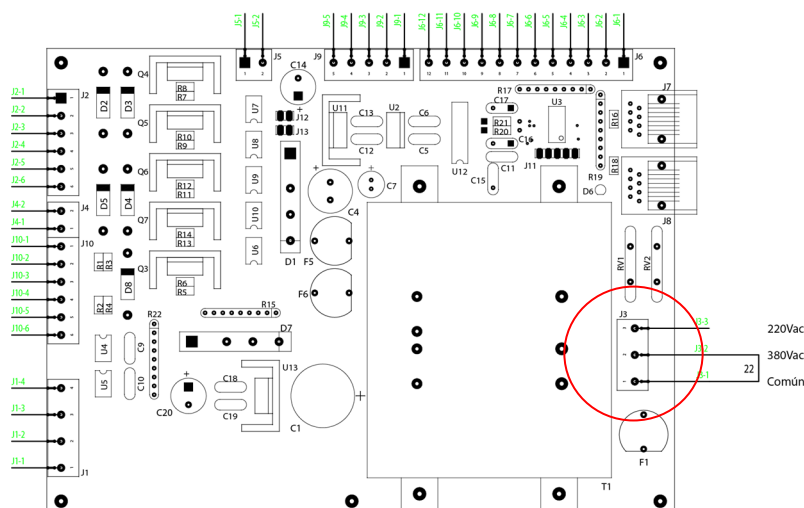 J5-1 J5-2 J9-5 J9-4 J9-3 J9-2 J9-1 J6-12 J6-11 J6-10 J6-9 J6-8 J6-7 J6-6 J6-5 J6-4 J6-3 J6-2 J6-1
J5 J9 J6
Q4 C14 R17 J7
J2-1 J2 R8
R7 D2 D3 U7 U11 C13 U2 C6 C17 U3
J2-2 J12
J2-3 Q5 J13 R21 R16
R20
J2-4 R10
R9 U8 C12 C5 C16
J2-5 Q6 U12 J11 C11 R18
J2-6 R12
R11 U9 C7 C15 R19 D6
J4-2 J4 D5 D4 Q7 U10 C4 J8
J4-1 R14
R13
J10-1 J10 U6 D1 F5
J10-2 R1 R3 Q3 RV1 RV2
J10-3 D8 R6
R5 F6
J10-4 R2 R4
J10-5 R22 R15 J3 J3-3 220Vac
J10-6 D7
U4 C9 J3-2 380Vac
U5 C10 C18 U13 22
J1-4 J3-1 Común
J1-3 C20 C19 C1
J1-2
J1-1 J1 F1
T1